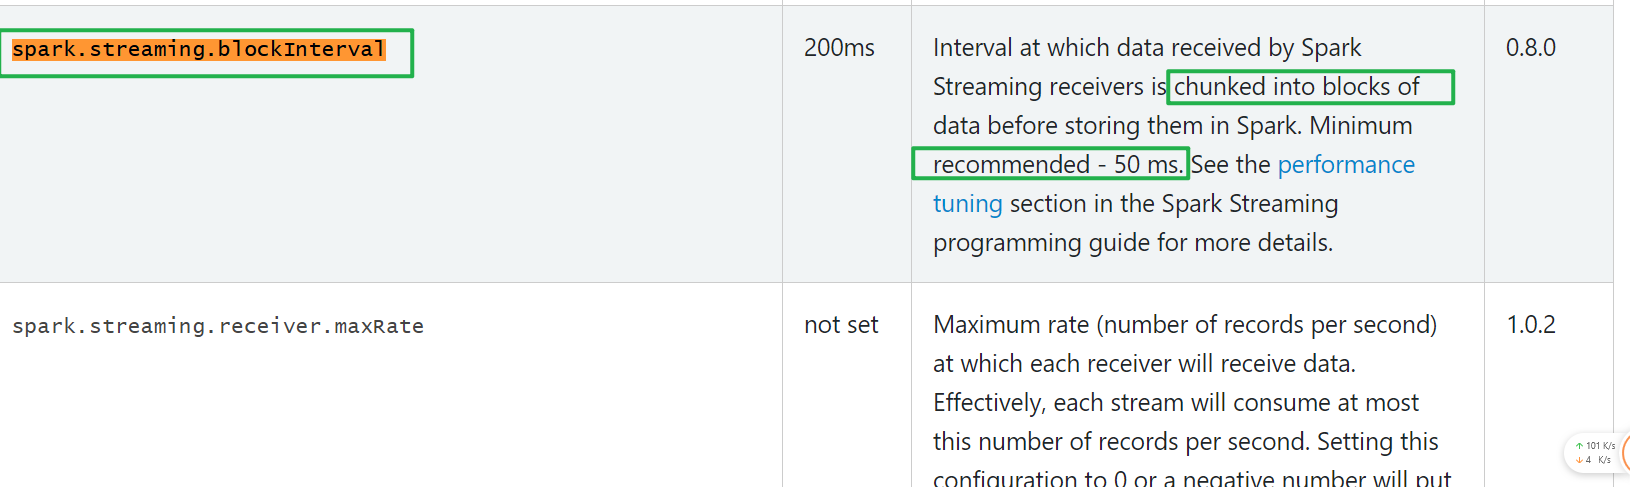 spark.streaming.blockInterval
200ms
Interval at which data received by Spark
Streaming receivers is chunked into blocks of
data before storing them in Spark. Minimum
recommended - 50 ms. See the performance
tuning section in the Spark Streaming
programming guide for more details.
0.8.0
spark.streaming.receiver.maxRate
not set
Maximum rate (number of records per second)
at which each receiver will receive data.
Effectively, each stream will consume at most
this number of records per second. Setting this
configuration to 0 or a negative number will put
1.0.2
↑ 101 K/s
↓ 4 K/s